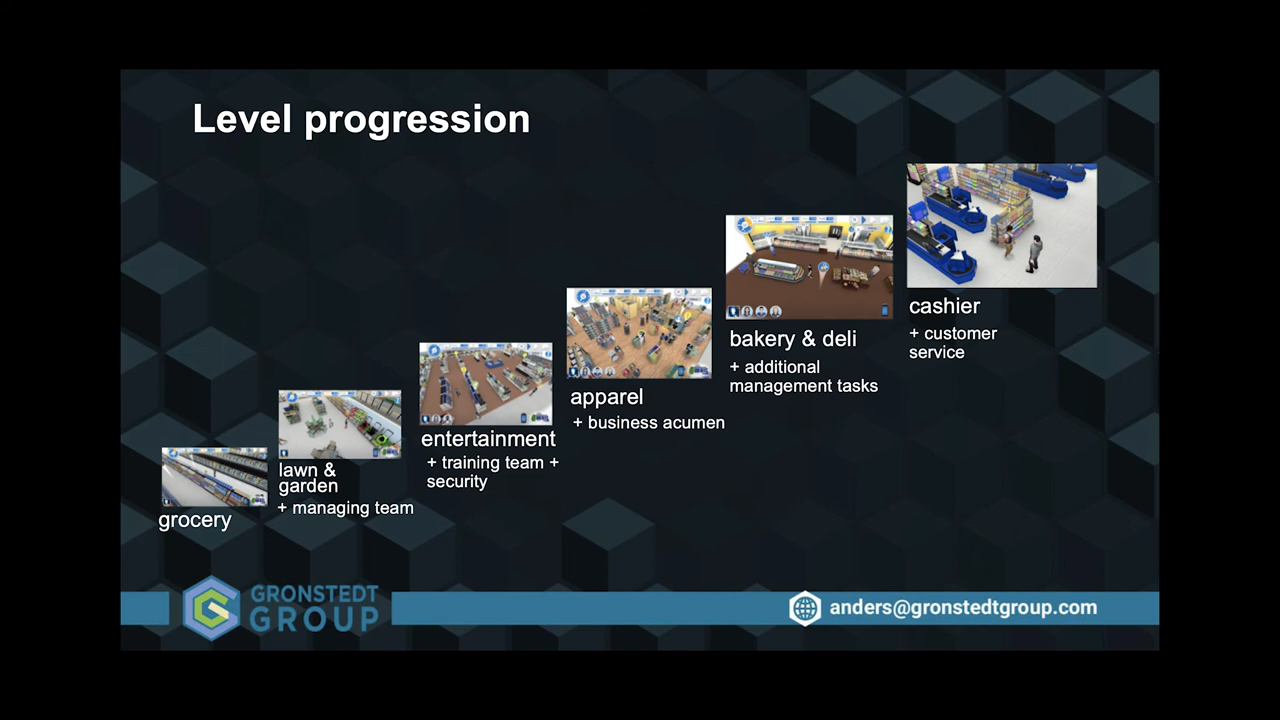 Level progression
grocery
lawn &
garden
+ managing team
entertainment
+ training team +
security
apparel
+ business acumen
bakery & deli
+ additional
management tasks
cashier
+ customer
service
GRONSTEDT
GROUP
anders@gronstedtgroup.com